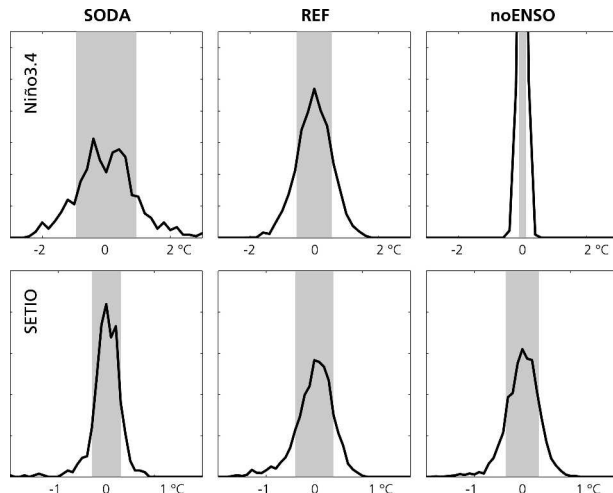 SODA REF noENSO
Niño3.4
-2 0 2 °C -2 0 2 °C -2 0 2 °C
SETIO
-1 0 1 °C -1 0 1 °C -1 0 1 °C